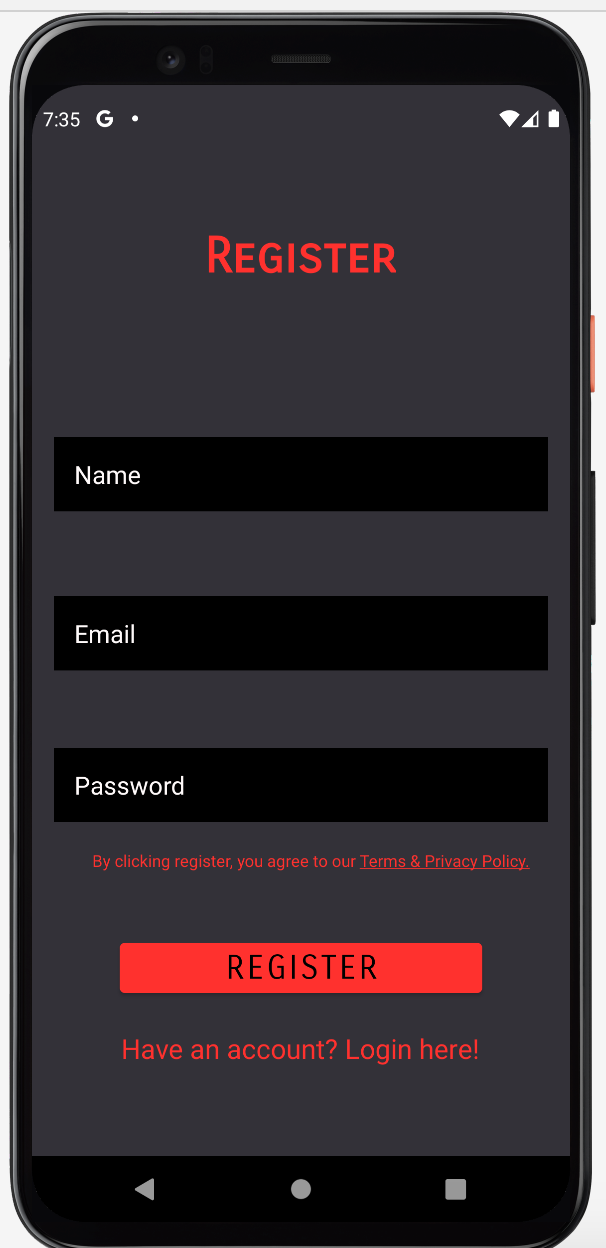 7:35 G
Register
Name
Email
Password
By clicking register, you agree to our Terms & Privacy Policy.
REGISTER
Have an account? Login here!